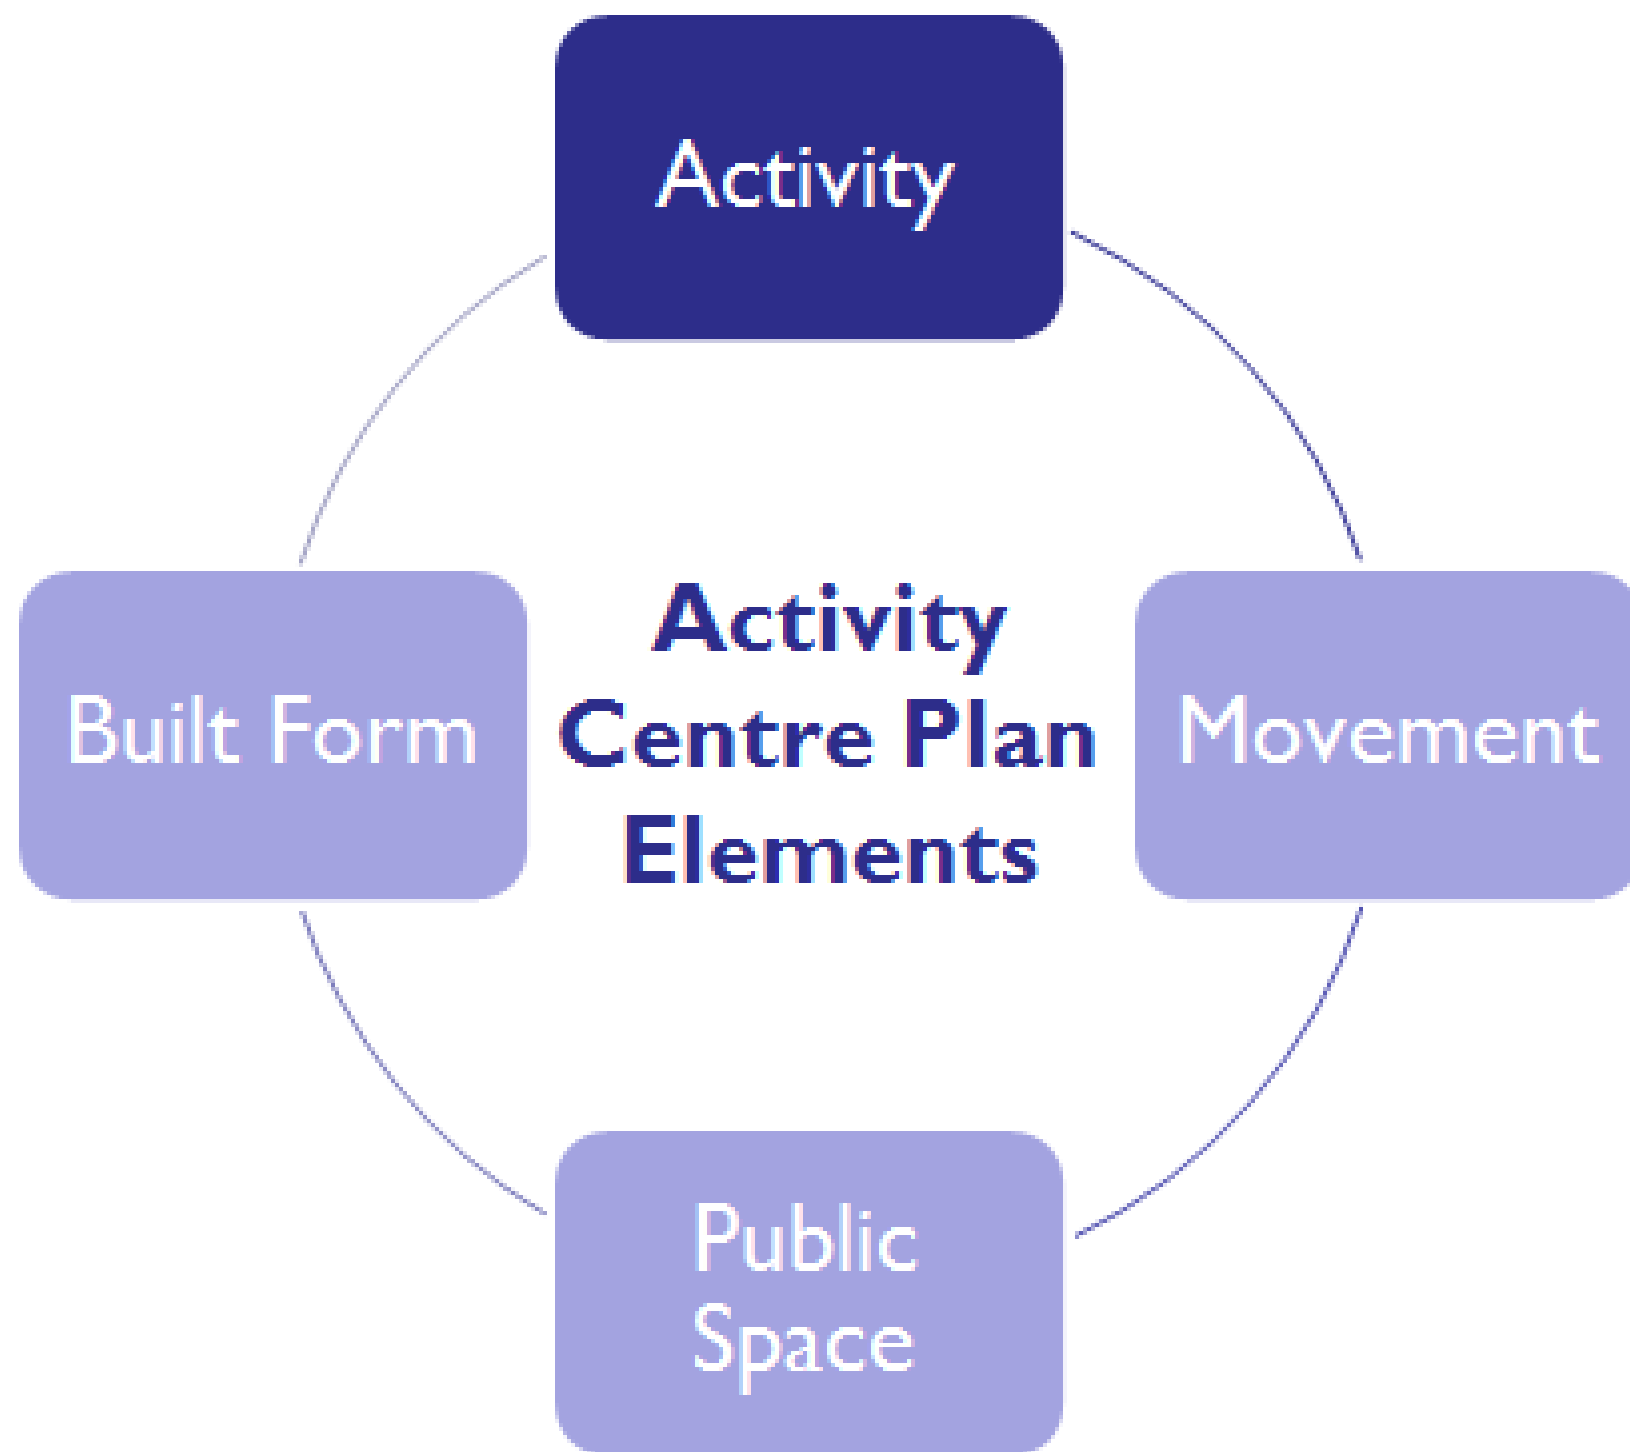 Activity
Built Form
Activity
Centre Plan
Elements
Movement
Public
Space